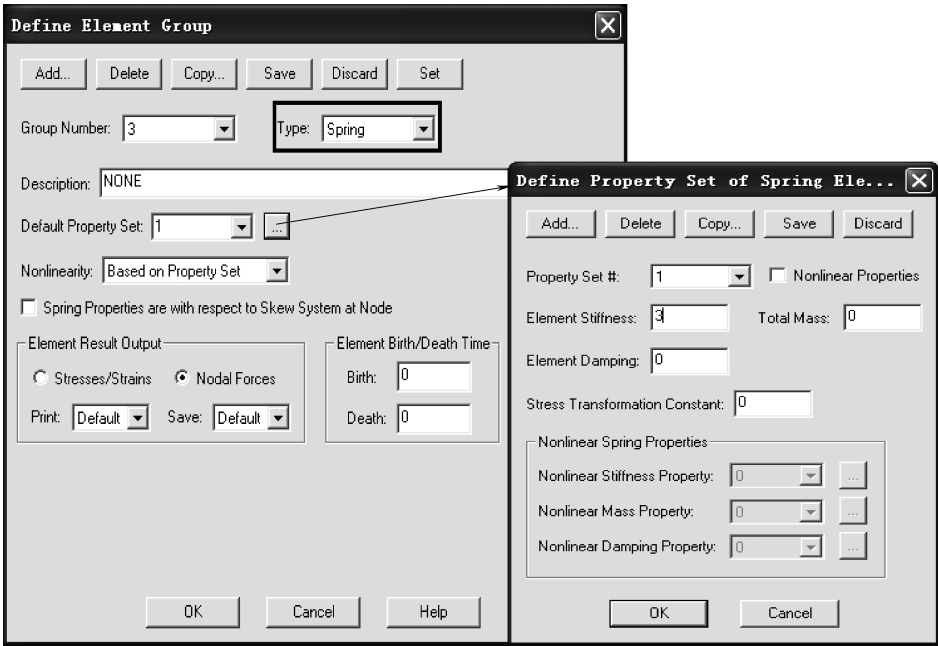 Define Element Group
Add... Delete Copy... Save Discard Set
Group Number: 3 Type: Spring
Description: NONE
Default Property Set: 1 ...
Nonlinearity: Based on Property Set
Spring Properties are with respect to Skew System at Node
Element Result Output
Stresses/Strains Nodal Forces
Print: Default Save: Default
Element Birth/Death Time
Birth: 0
Death: 0
OK Cancel Help
Define Property Set of Spring Ele...
Add... Delete Copy... Save Discard
Property Set #: 1 Nonlinear Properties
Element Stiffness: 3 Total Mass: 0
Element Damping: 0
Stress Transformation Constant: 0
Nonlinear Spring Properties
Nonlinear Stiffness Property: 0 ...
Nonlinear Mass Property: 0 ...
Nonlinear Damping Property: 0 ...
OK Cancel